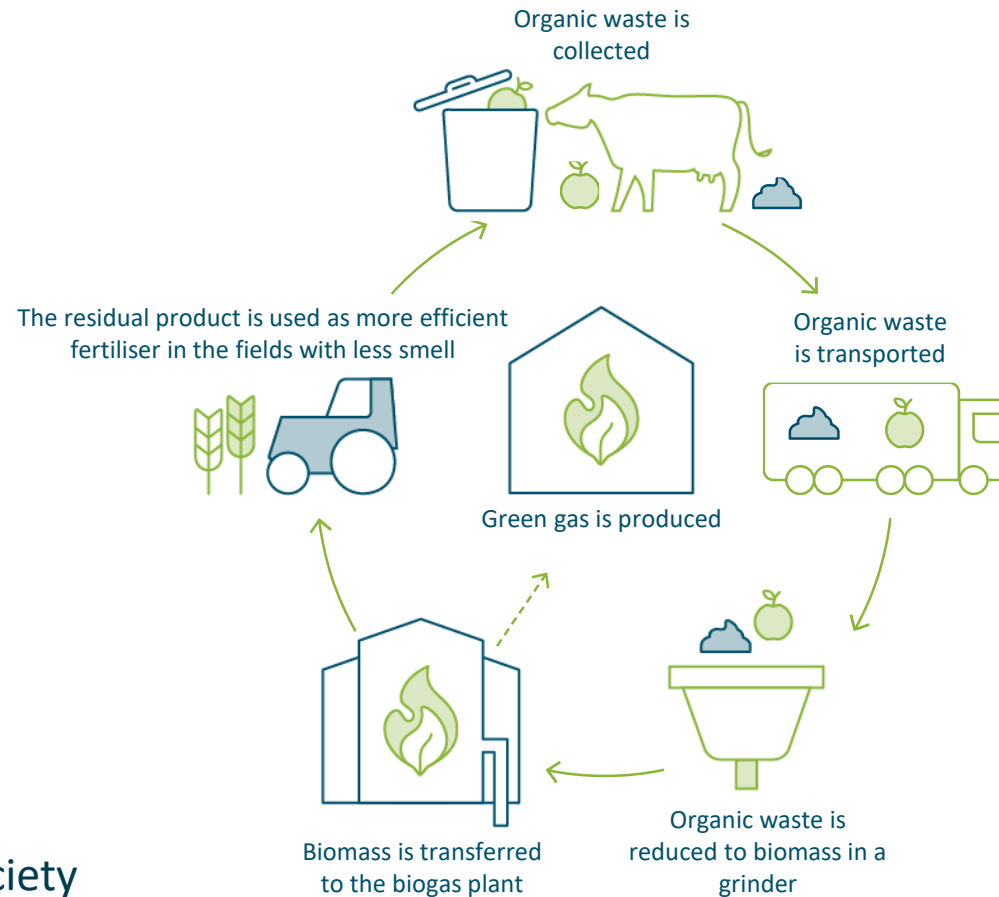 Organic waste is
collected
The residual product is used as more efficient
fertiliser in the fields with less smell
Organic waste
is transported
Green gas is produced
Organic waste is
reduced to biomass in a
grinder
Biomass is transferred
to the biogas plant
ciety